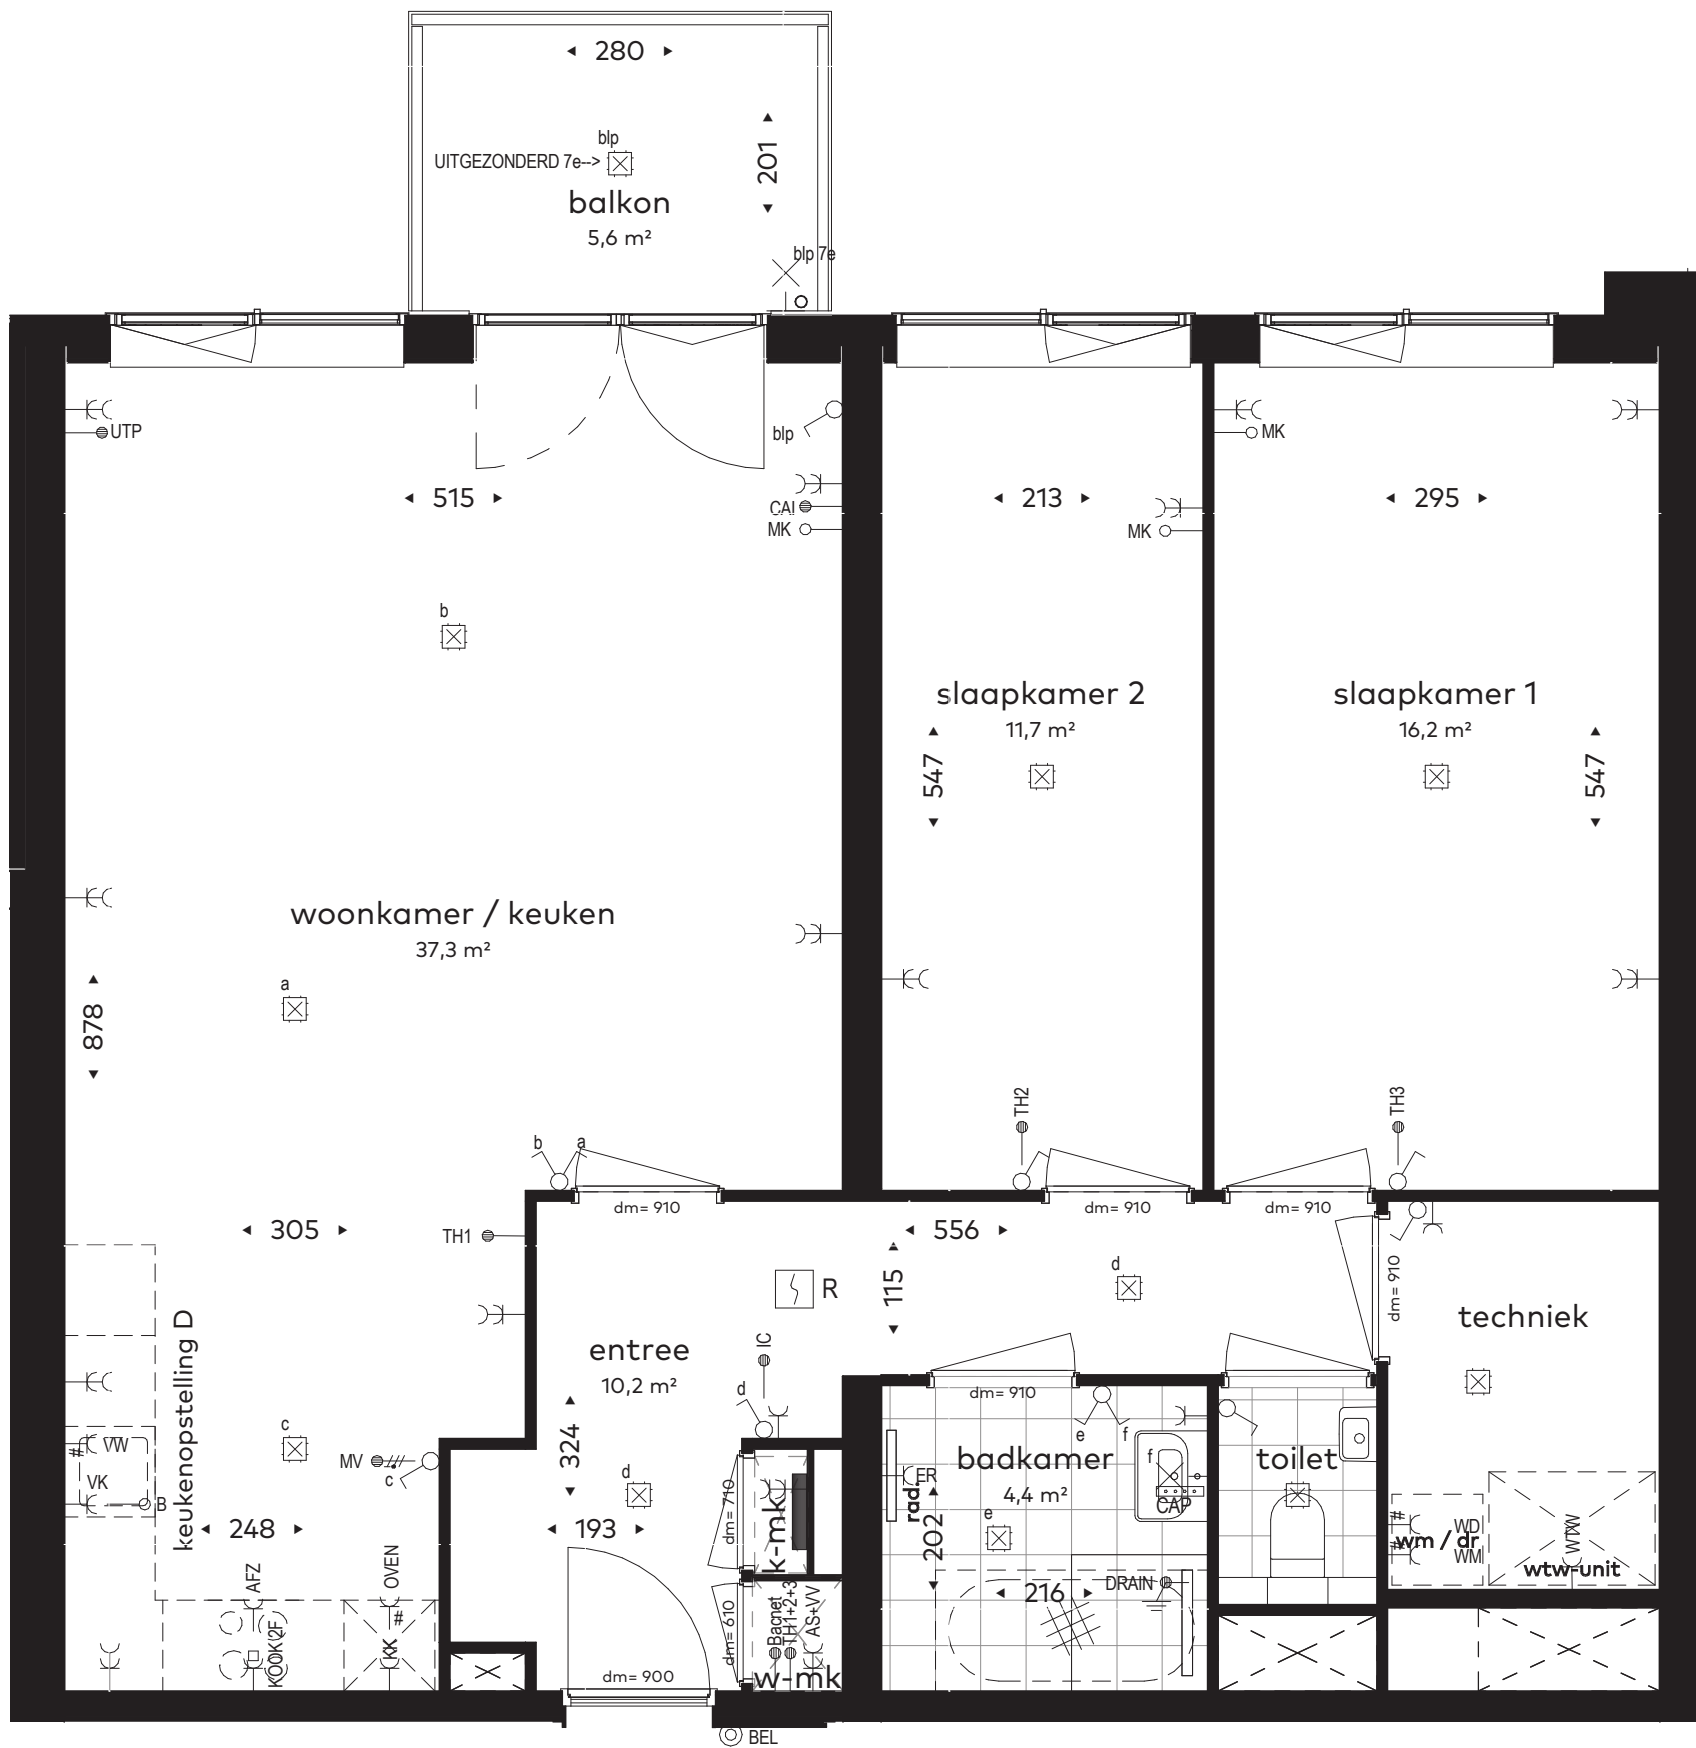 280
blp
UITGEZONDERD 7e-->
201
balkon
5,6 m²
blp 7e
UTP
blp
MK
515
213
295
CAI
MK
MK
b
slaapkamer 2
11,7 m²
slaapkamer 1
16,2 m²
547
547
woonkamer / keuken
37,3 m²
a
878
TH2
TH3
b
a
dm= 910
dm= 910
dm= 910
305
TH1
556
115
d
R
dm= 910
techniek
keukenopstelling D
entree
10,2 m²
IC
d
dm= 910
e
f
c
VW
#
VK
B
MV
c
324
d
dm= 710
k-mk
badkamer
4,4 m²
f
CAP
ER
rad.
toilet
248
193
202
e
#
WD
wm / dr
#
WM
WTW
wtw-unit
AFZ
OVEN
#
KOOK 2F
KK
216
DRAIN
dm= 610
Bacnet
TH1+2+3
AS+VV
w-mk
dm= 900
BEL